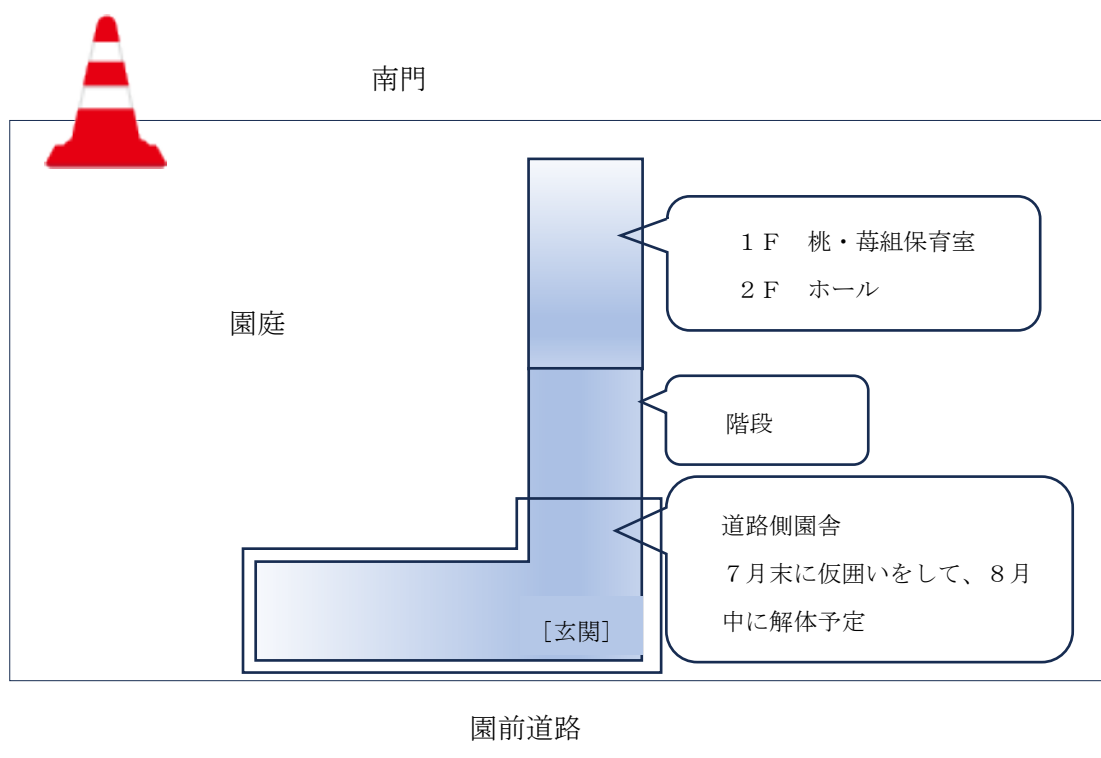 南門
1F　桃・苺組保育室
2F　ホール
園庭
階段
道路側園舎
7月末に仮囲いをして、8月
中に解体予定
［玄関］
園前道路